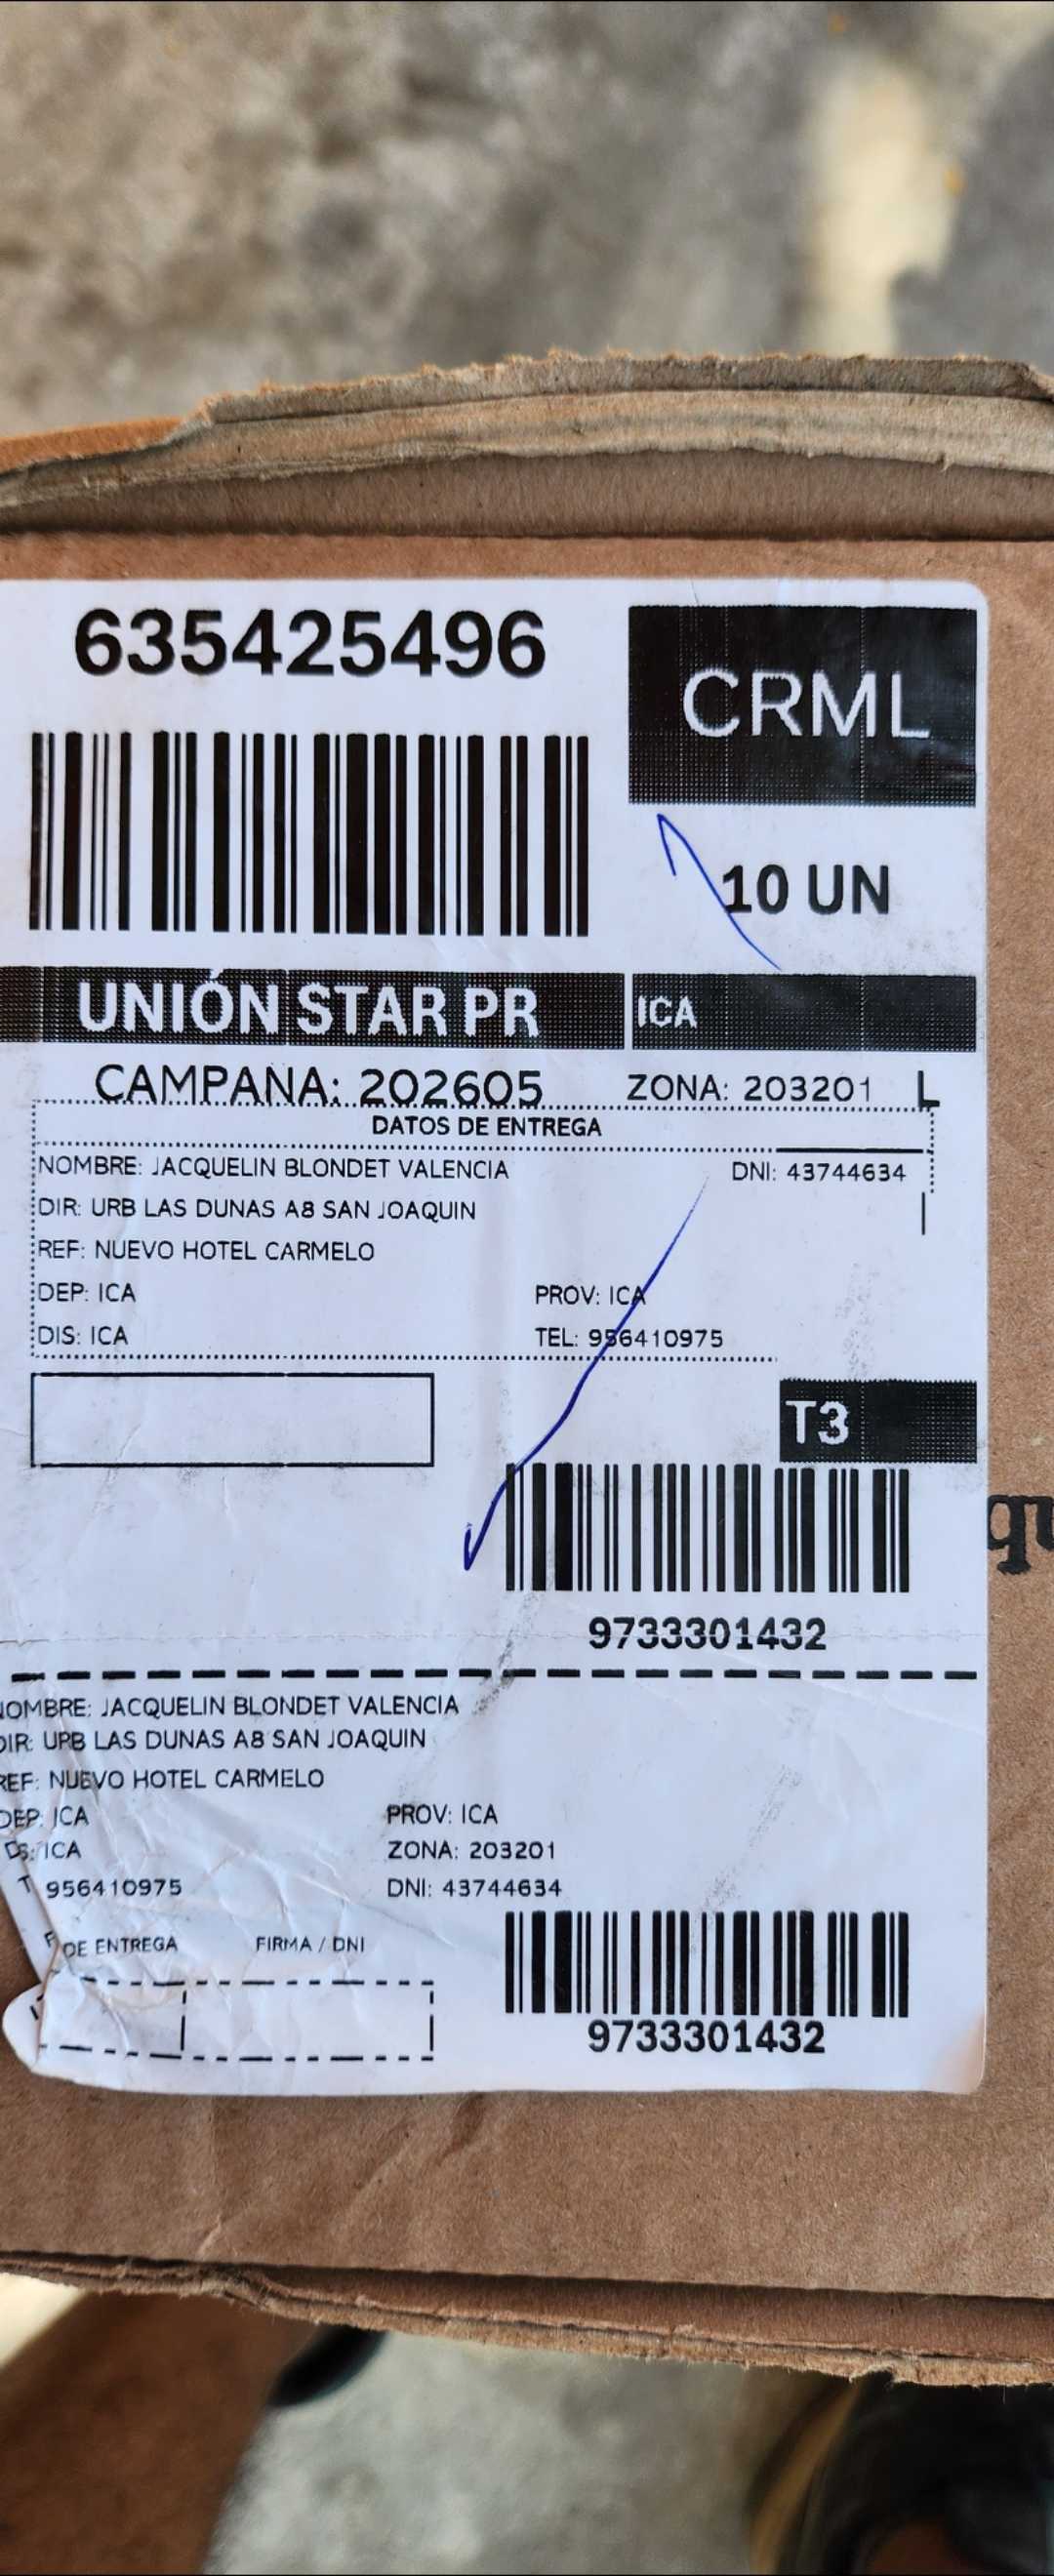 635425496
CRML
10 UN
UNIÓN STAR PR
ICA
CAMPANA: 202605 ZONA: 203201 L
DATOS DE ENTREGA
NOMBRE: JACQUELIN BLONDET VALENCIA DNI: 43744634
DIR: URB LAS DUNAS A8 SAN JOAQUIN
REF: NUEVO HOTEL CARMELO
DEP: ICA PROV: ICA
DIS: ICA TEL: 956410975
T3
9733301432
NOMBRE: JACQUELIN BLONDET VALENCIA
DIR: URB LAS DUNAS A8 SAN JOAQUIN
REF: NUEVO HOTEL CARMELO
DEP: ICA PROV: ICA
ICA ZONA: 203201
956410975 DNI: 43744634
DE ENTREGA FIRMA / DNI
9733301432